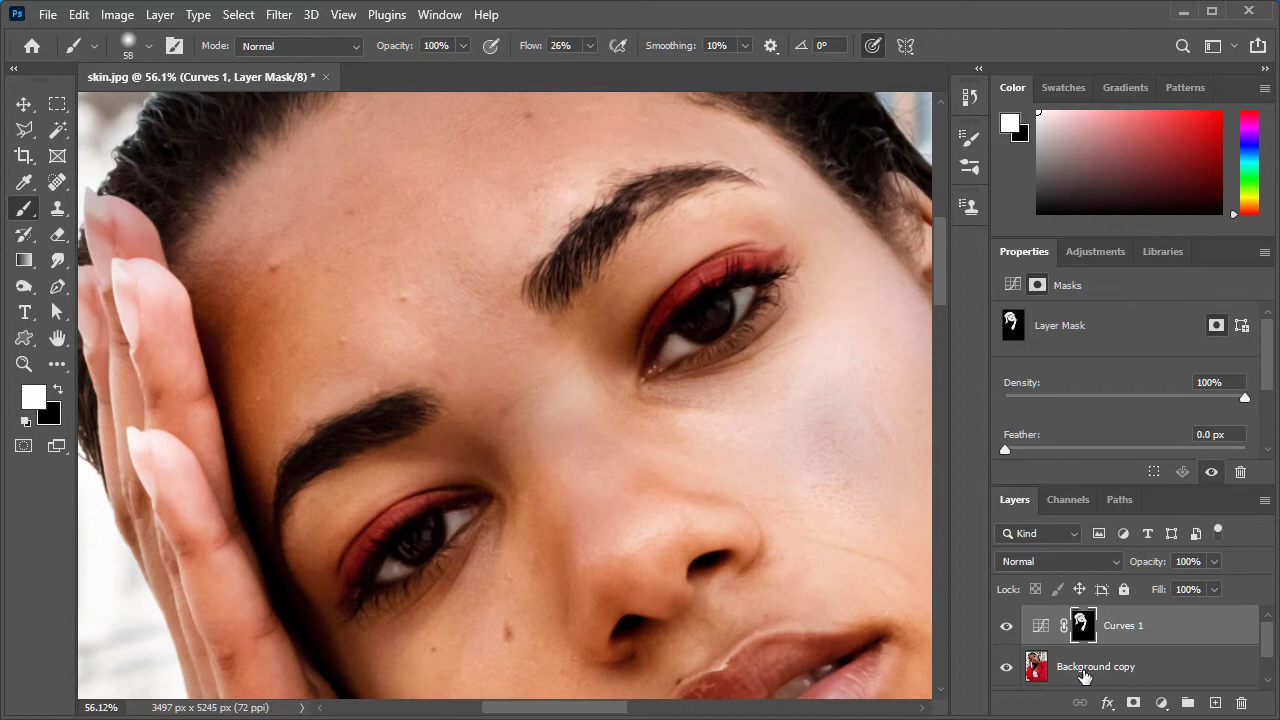 Ps File Edit Image Layer Type Select Filter 3D View Plugins Window Help
58 Mode: Normal Opacity: 100% Flow: 26% Smoothing: 10% 0°
skin.jpg @ 56.1% (Curves 1, Layer Mask/8) *
Color Swatches Gradients Patterns
Properties Adjustments Libraries
Masks
Layer Mask
Density: 100%
Feather: 0.0 px
Layers Channels Paths
Kind
Normal Opacity: 100%
Lock: Fill: 100%
Curves 1
Background copy
56.12% 3497 px x 5245 px (72 ppi)
fx